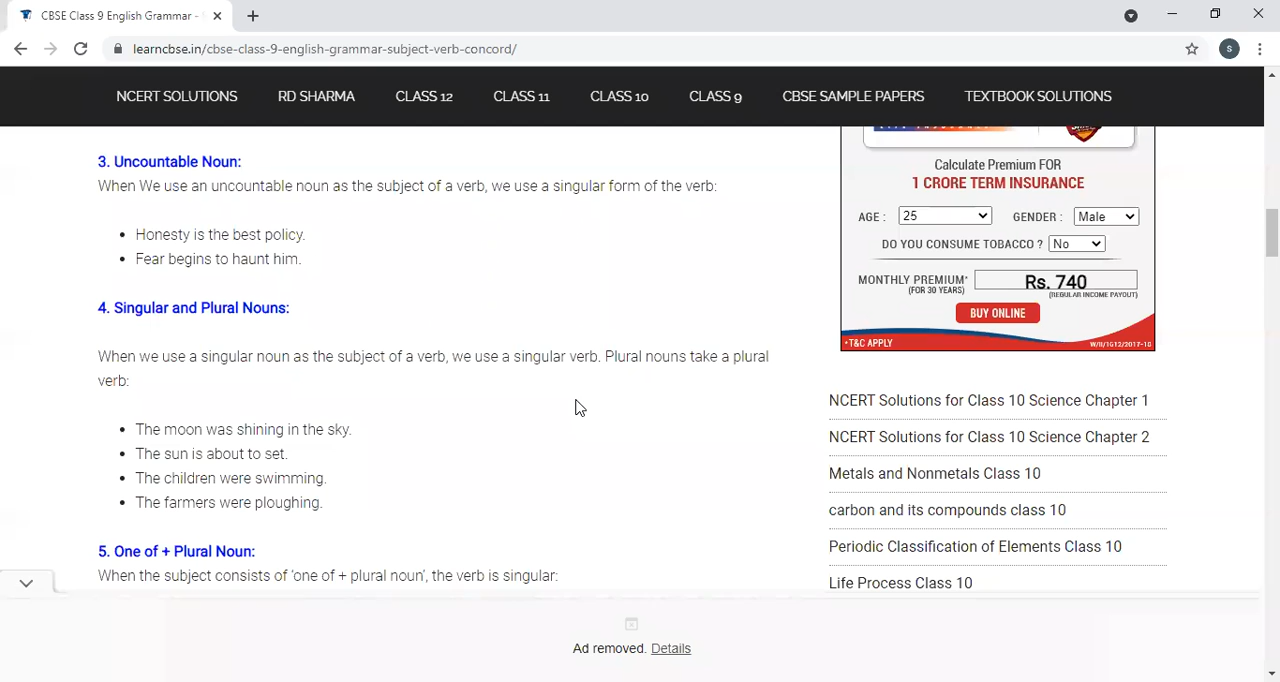 CBSE Class 9 English Grammar -
learncbse.in/cbse-class-9-english-grammar-subject-verb-concord/
S
NCERT SOLUTIONS RD SHARMA CLASS 12 CLASS 11 CLASS 10 CLASS 9 CBSE SAMPLE PAPERS TEXTBOOK SOLUTIONS
3. Uncountable Noun:
When We use an uncountable noun as the subject of a verb, we use a singular form of the verb:
Honesty is the best policy.
Fear begins to haunt him.
4. Singular and Plural Nouns:
When we use a singular noun as the subject of a verb, we use a singular verb. Plural nouns take a plural
verb:
The moon was shining in the sky.
The sun is about to set.
The children were swimming.
The farmers were ploughing.
5. One of + Plural Noun:
When the subject consists of ‘one of + plural noun’, the verb is singular:
Calculate Premium FOR
1 CRORE TERM INSURANCE
AGE : 25 GENDER : Male
DO YOU CONSUME TOBACCO ? No
MONTHLY PREMIUM* Rs. 740
(FOR 30 YEARS) (REGULAR INCOME PAYOUT)
BUY ONLINE
*T&C APPLY W/II/1612/2017-18
NCERT Solutions for Class 10 Science Chapter 1
NCERT Solutions for Class 10 Science Chapter 2
Metals and Nonmetals Class 10
carbon and its compounds class 10
Periodic Classification of Elements Class 10
Life Process Class 10
Ad removed. Details